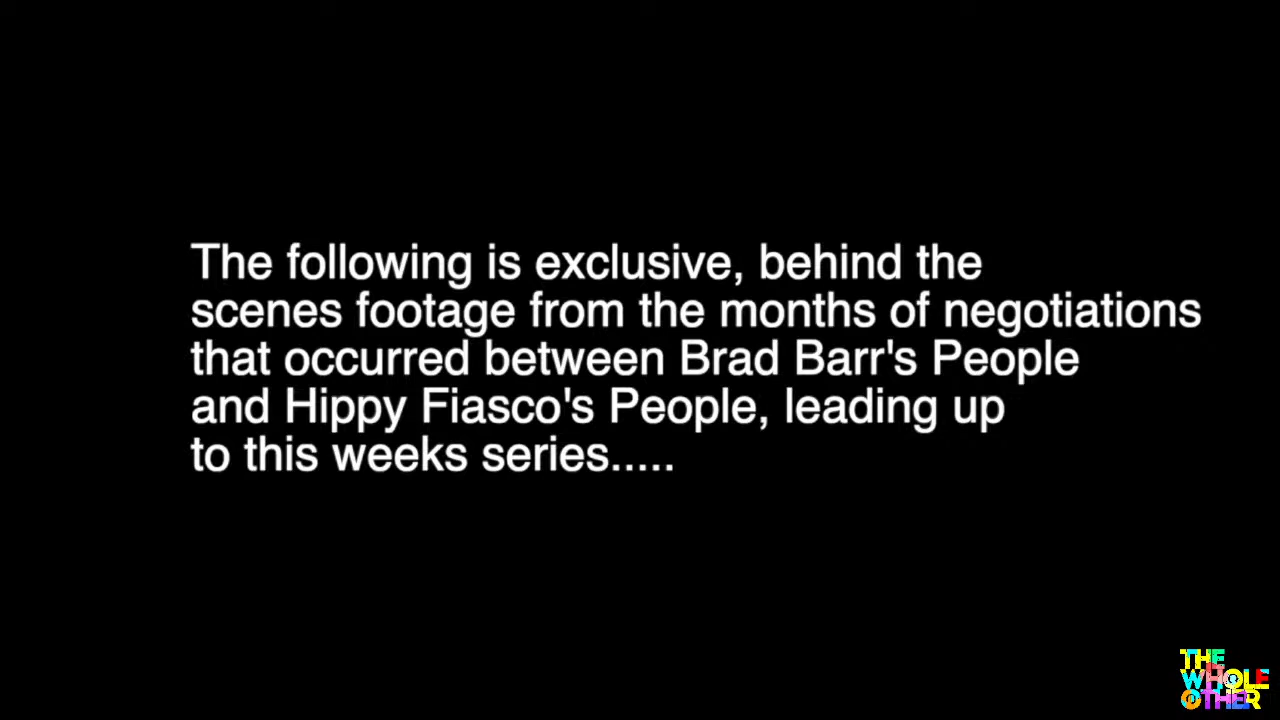 The following is exclusive, behind the
scenes footage from the months of negotiations
that occurred between Brad Barr's People
and Hippy Fiasco's People, leading up
to this weeks series.....
THE
WHOLE
OTHER